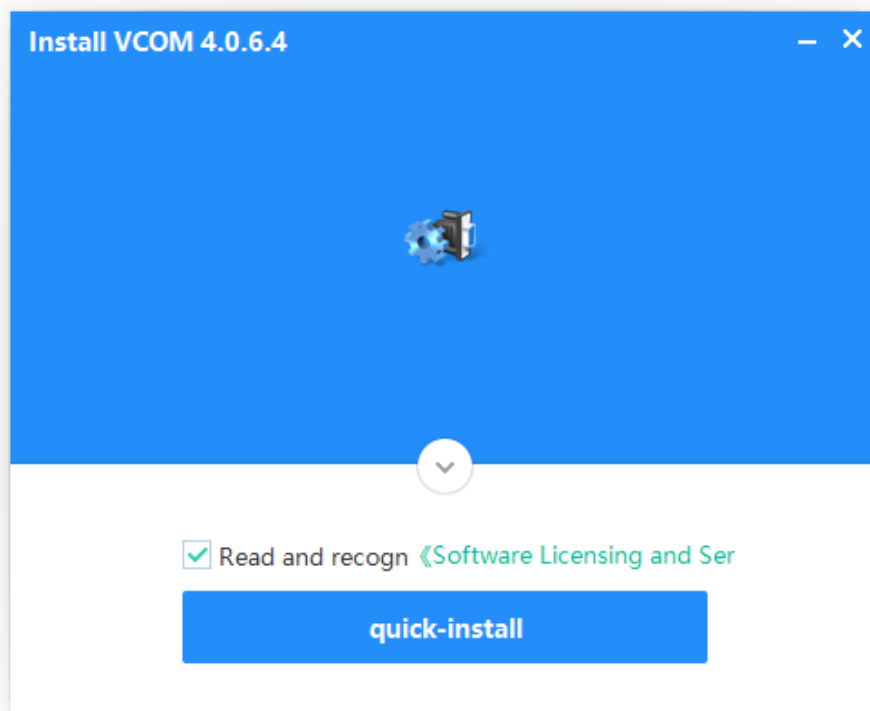 Install VCOM 4.0.6.4
Read and recogn《Software Licensing and Ser
quick-install